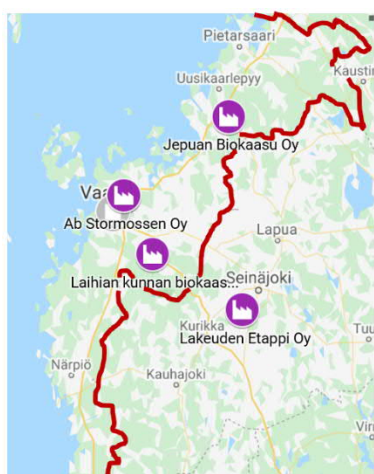 Pietarsaari
Kaustin
Uusikaarlepyy
Jepuan Biokaasu Oy
Vaa
Ab Stormossen Oy
Lapua
Laihian kunnan biokaas...
Seinäjoki
Kurikka
Lakeuden Etappi Oy
Tuu
Närpiö
Kauhajoki
Vir